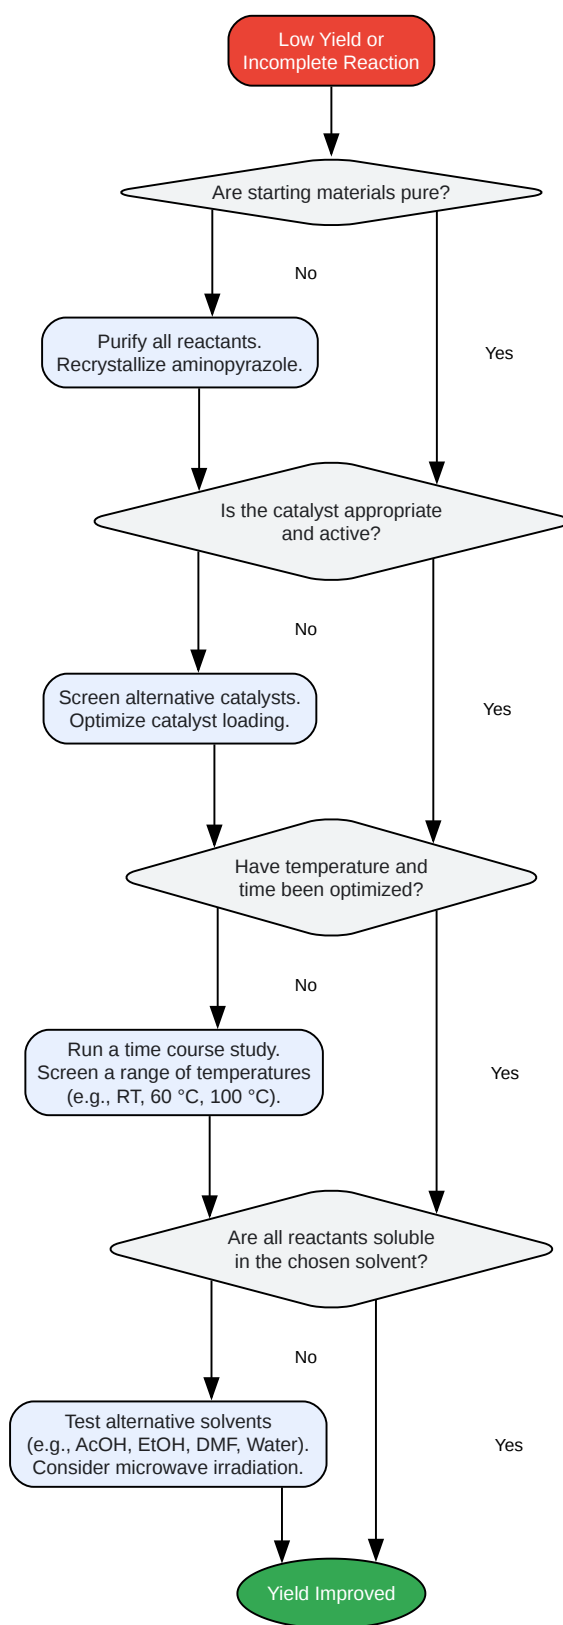 Low Yield or
Incomplete Reaction
Are starting materials pure?
No
Purify all reactants.
Recrystallize aminopyrazole.
Yes
Is the catalyst appropriate
and active?
No
Screen alternative catalysts.
Optimize catalyst loading.
Yes
Have temperature and
time been optimized?
No
Run a time course study.
Screen a range of temperatures
(e.g., RT, 60 °C, 100 °C).
Yes
Are all reactants soluble
in the chosen solvent?
No
Test alternative solvents
(e.g., AcOH, EtOH, DMF, Water).
Consider microwave irradiation.
Yes
Yield Improved